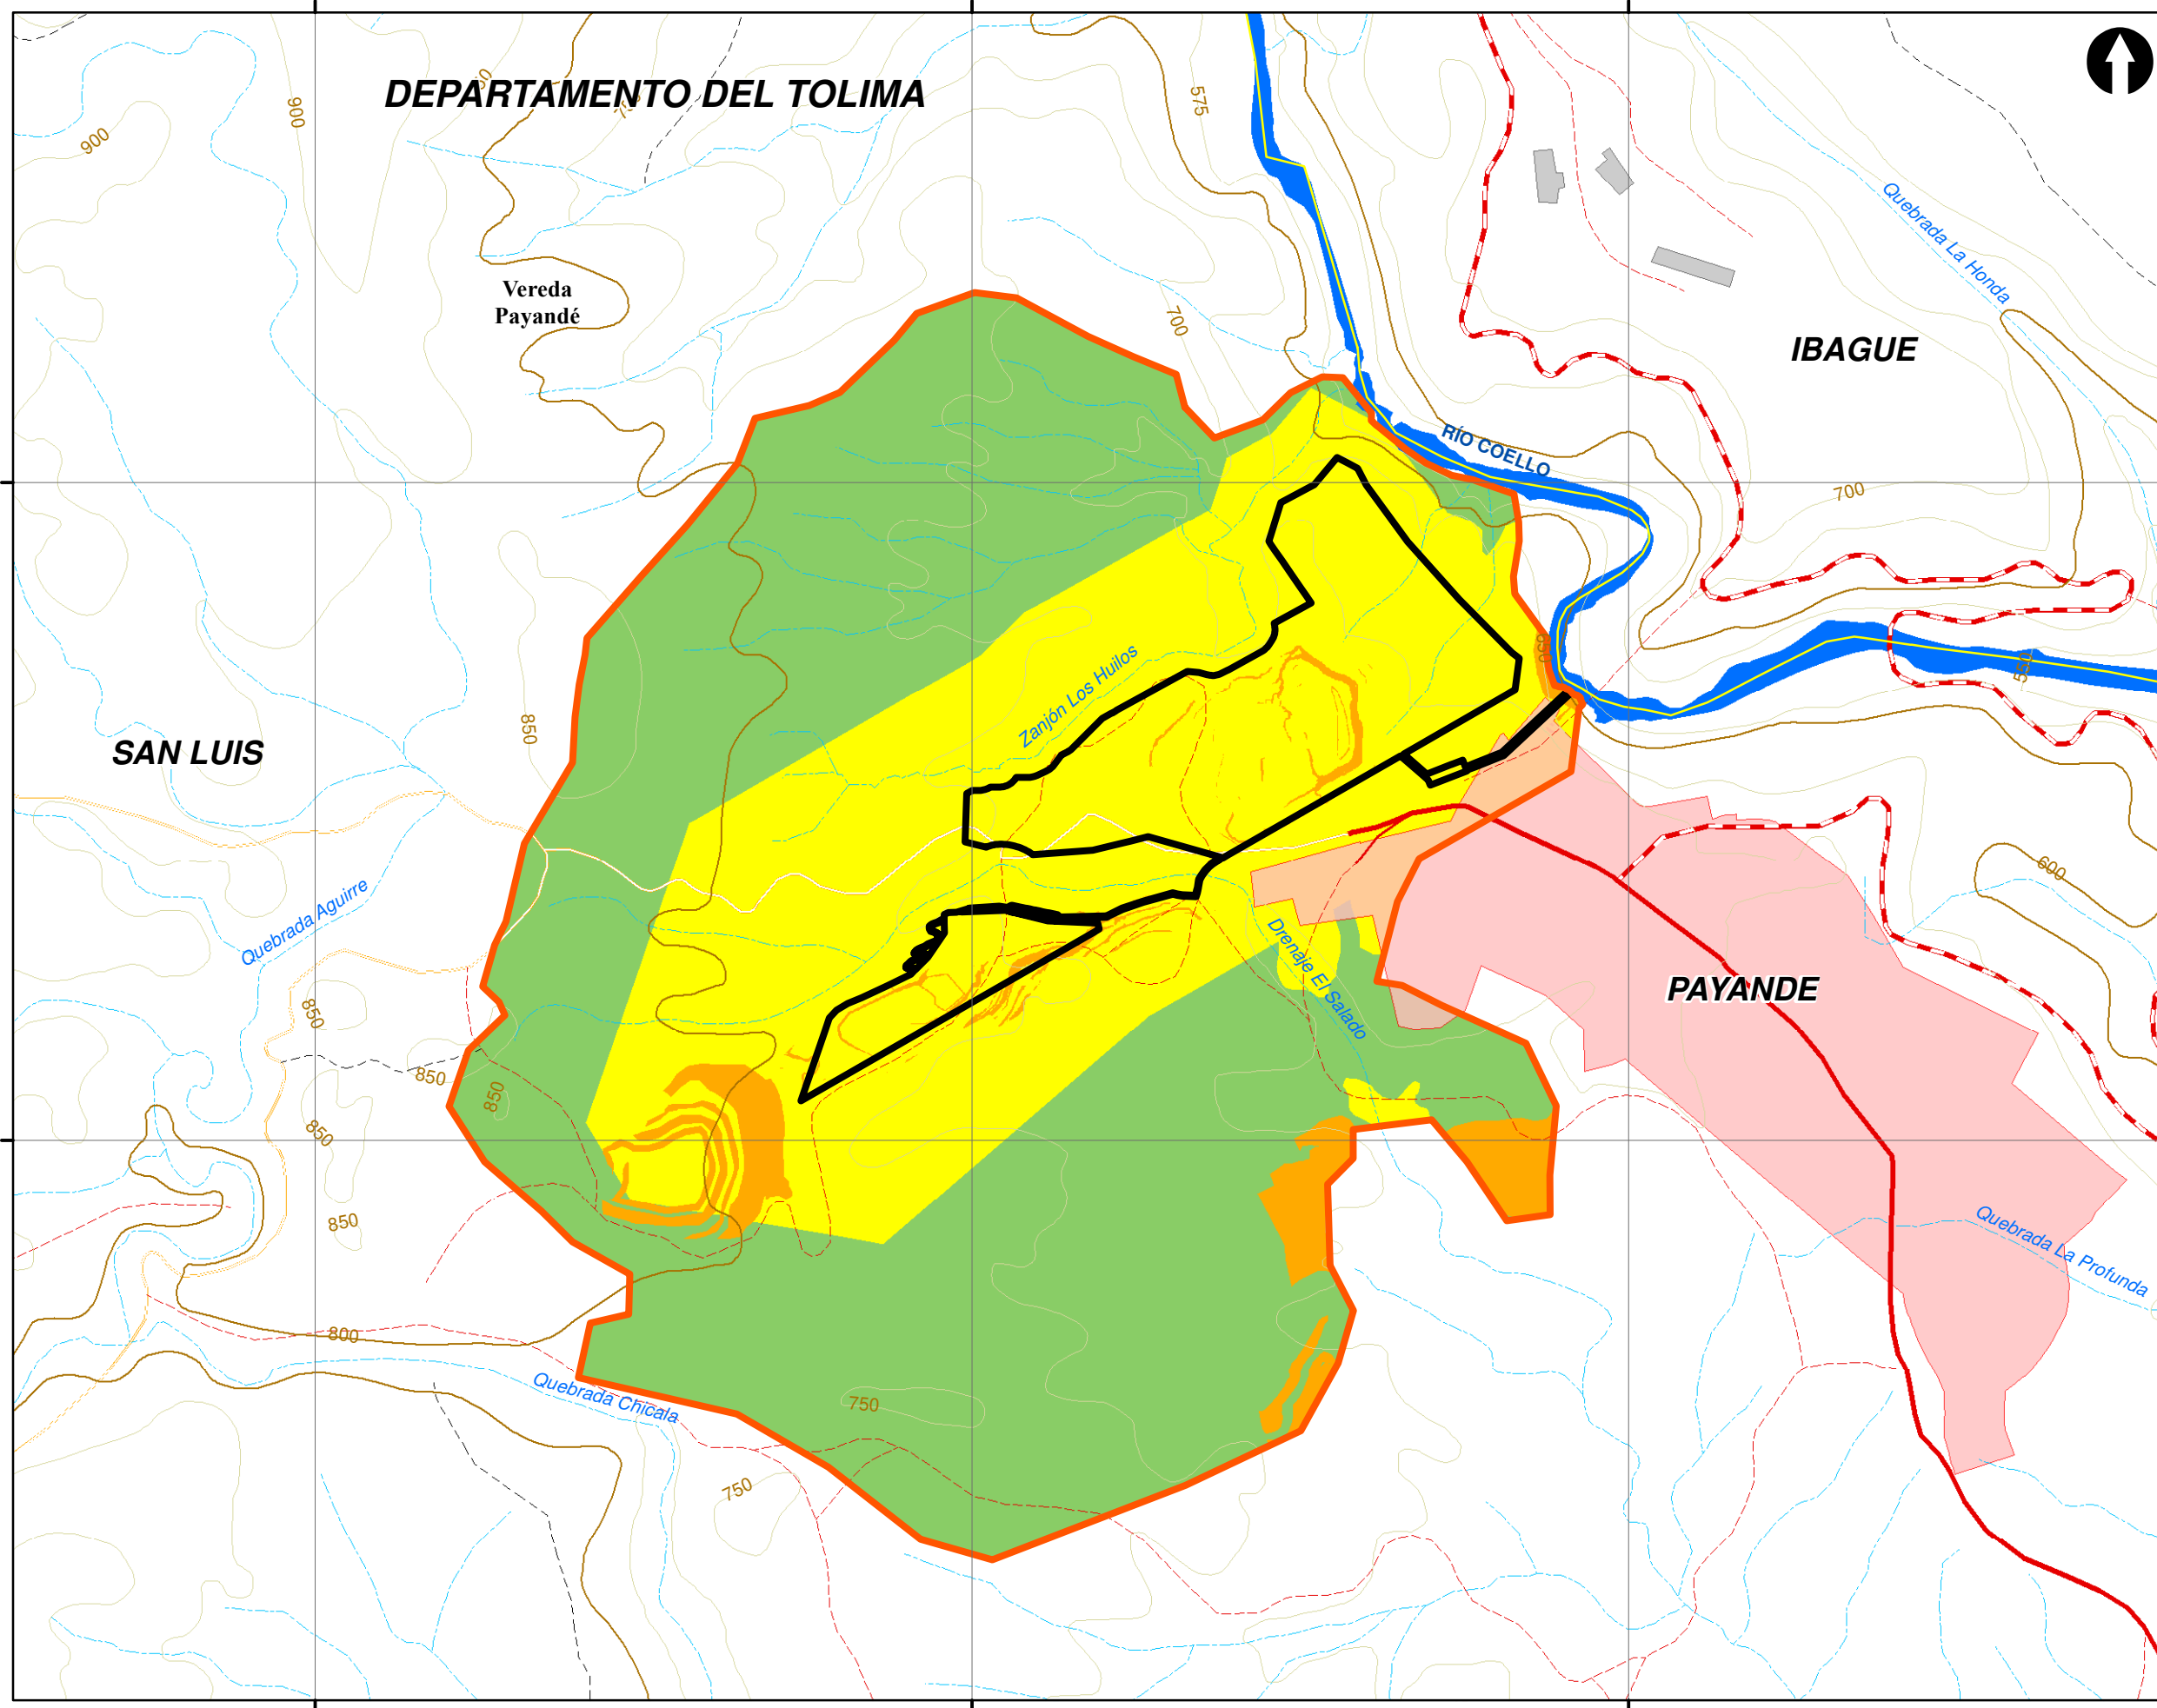 DEPARTAMENTO DEL TOLIMA
900
900
575
Quebrada La Honda
Vereda
Payandé
700
IBAGUE
RÍO COELLO
700
Zanjón Los Huilos
550
850
SAN LUIS
600
Quebrada Aguirre
Drenaje El Salado
PAYANDE
850
850
850
850
850
Quebrada La Profunda
800
Quebrada Chicala
750
750